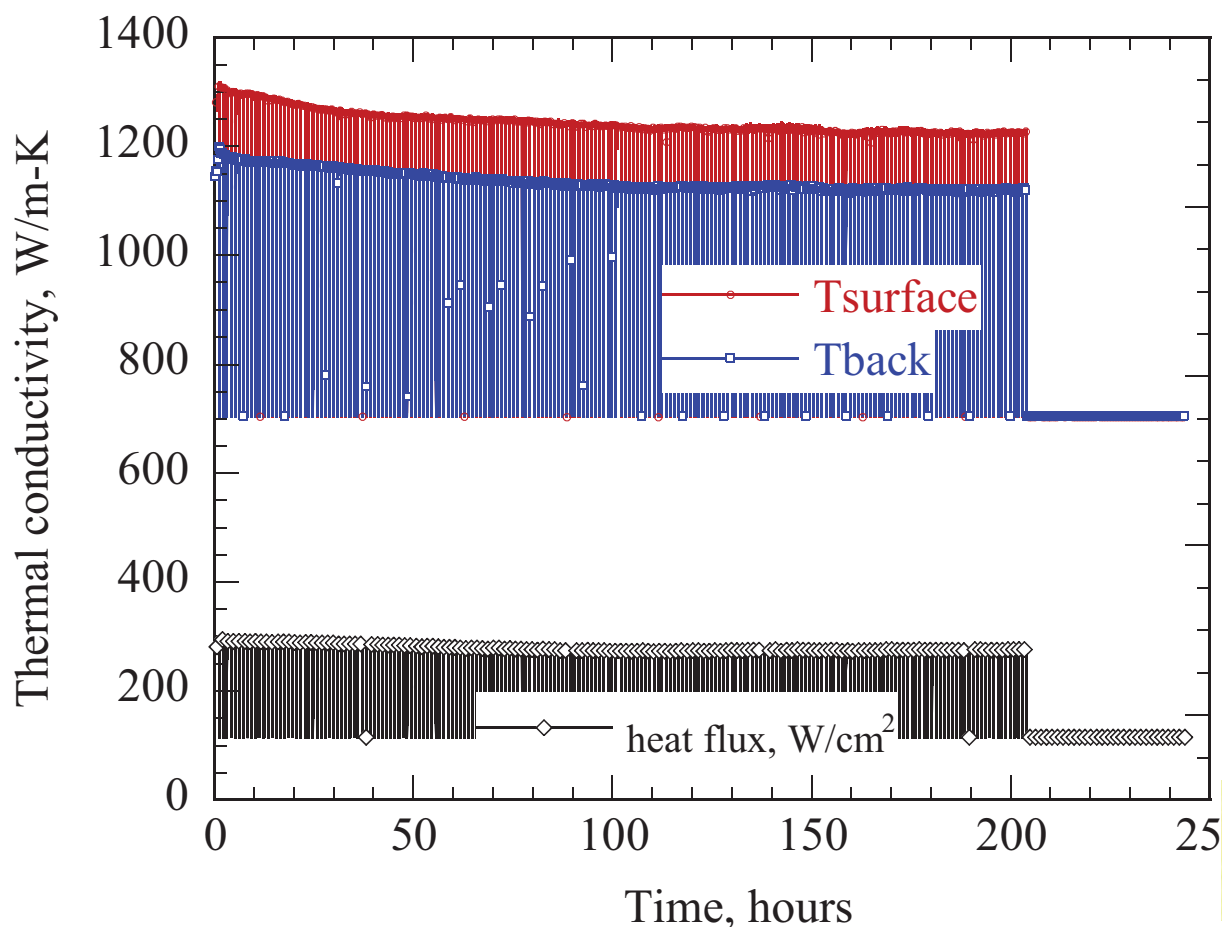 Thermal conductivity, W/m-K
1400
1200
1000
800
600
400
200
0
Tsurface
Tback
heat flux, W/cm²
0 50 100 150 200 25
Time, hours